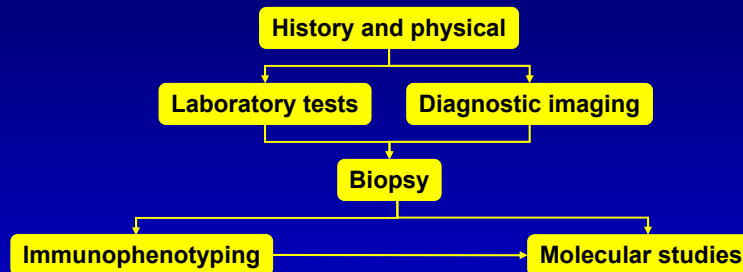 History and physical
Laboratory tests
Diagnostic imaging
Biopsy
Immunophenotyping
Molecular studies